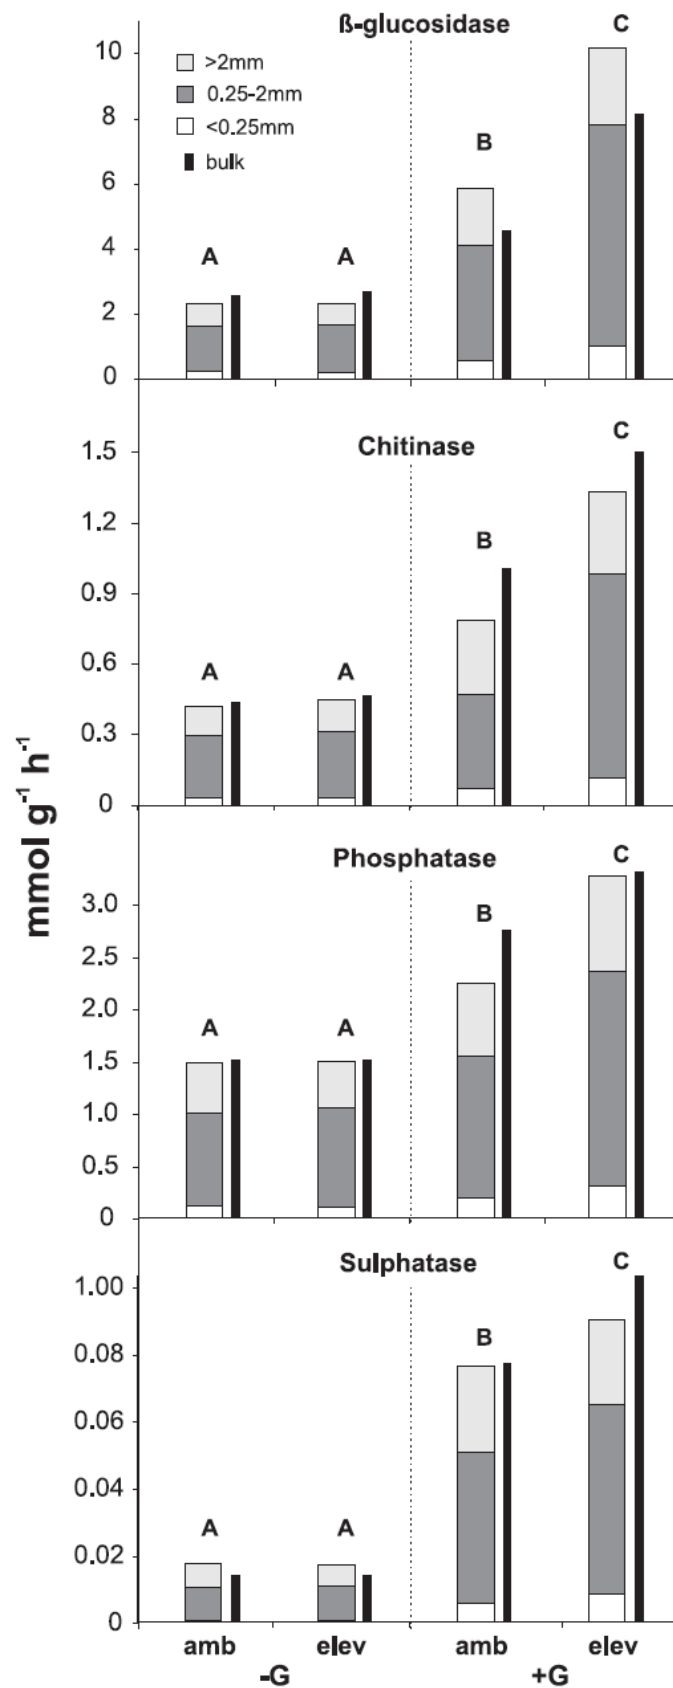 ß-glucosidase
C
10
>2mm
0.25-2mm
8
<0.25mm
B
bulk
6
A A
4
2
0
Chitinase
C
1.5
1.2
B
0.9
A A
0.6
0.3
0
mmol g⁻¹ h⁻¹
Phosphatase
C
3.0
B
2.5
2.0
A A
1.5
1.0
0.5
0
Sulphatase
C
1.00
B
0.08
0.06
0.04
A A
0.02
0
amb elev amb elev
-G +G